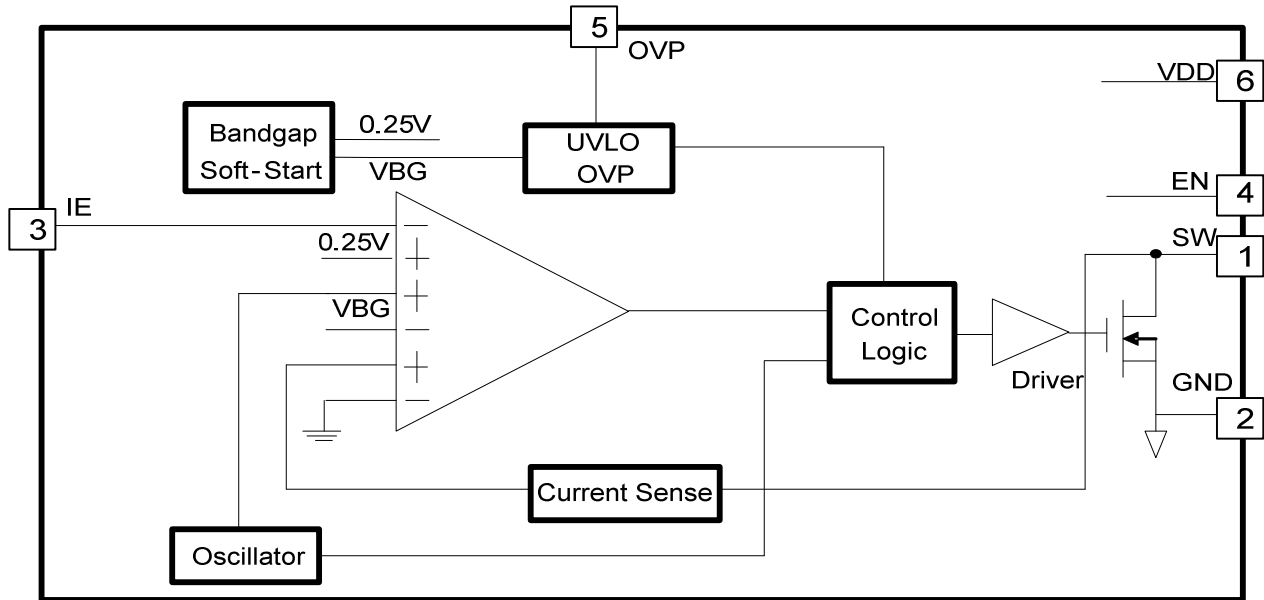 5
OVP
VDD
6
Bandgap
Soft-Start
0.25V
VBG
UVLO
OVP
EN
4
3
IE
0.25V
VBG
SW
1
Control
Logic
Driver
GND
2
Current Sense
Oscillator